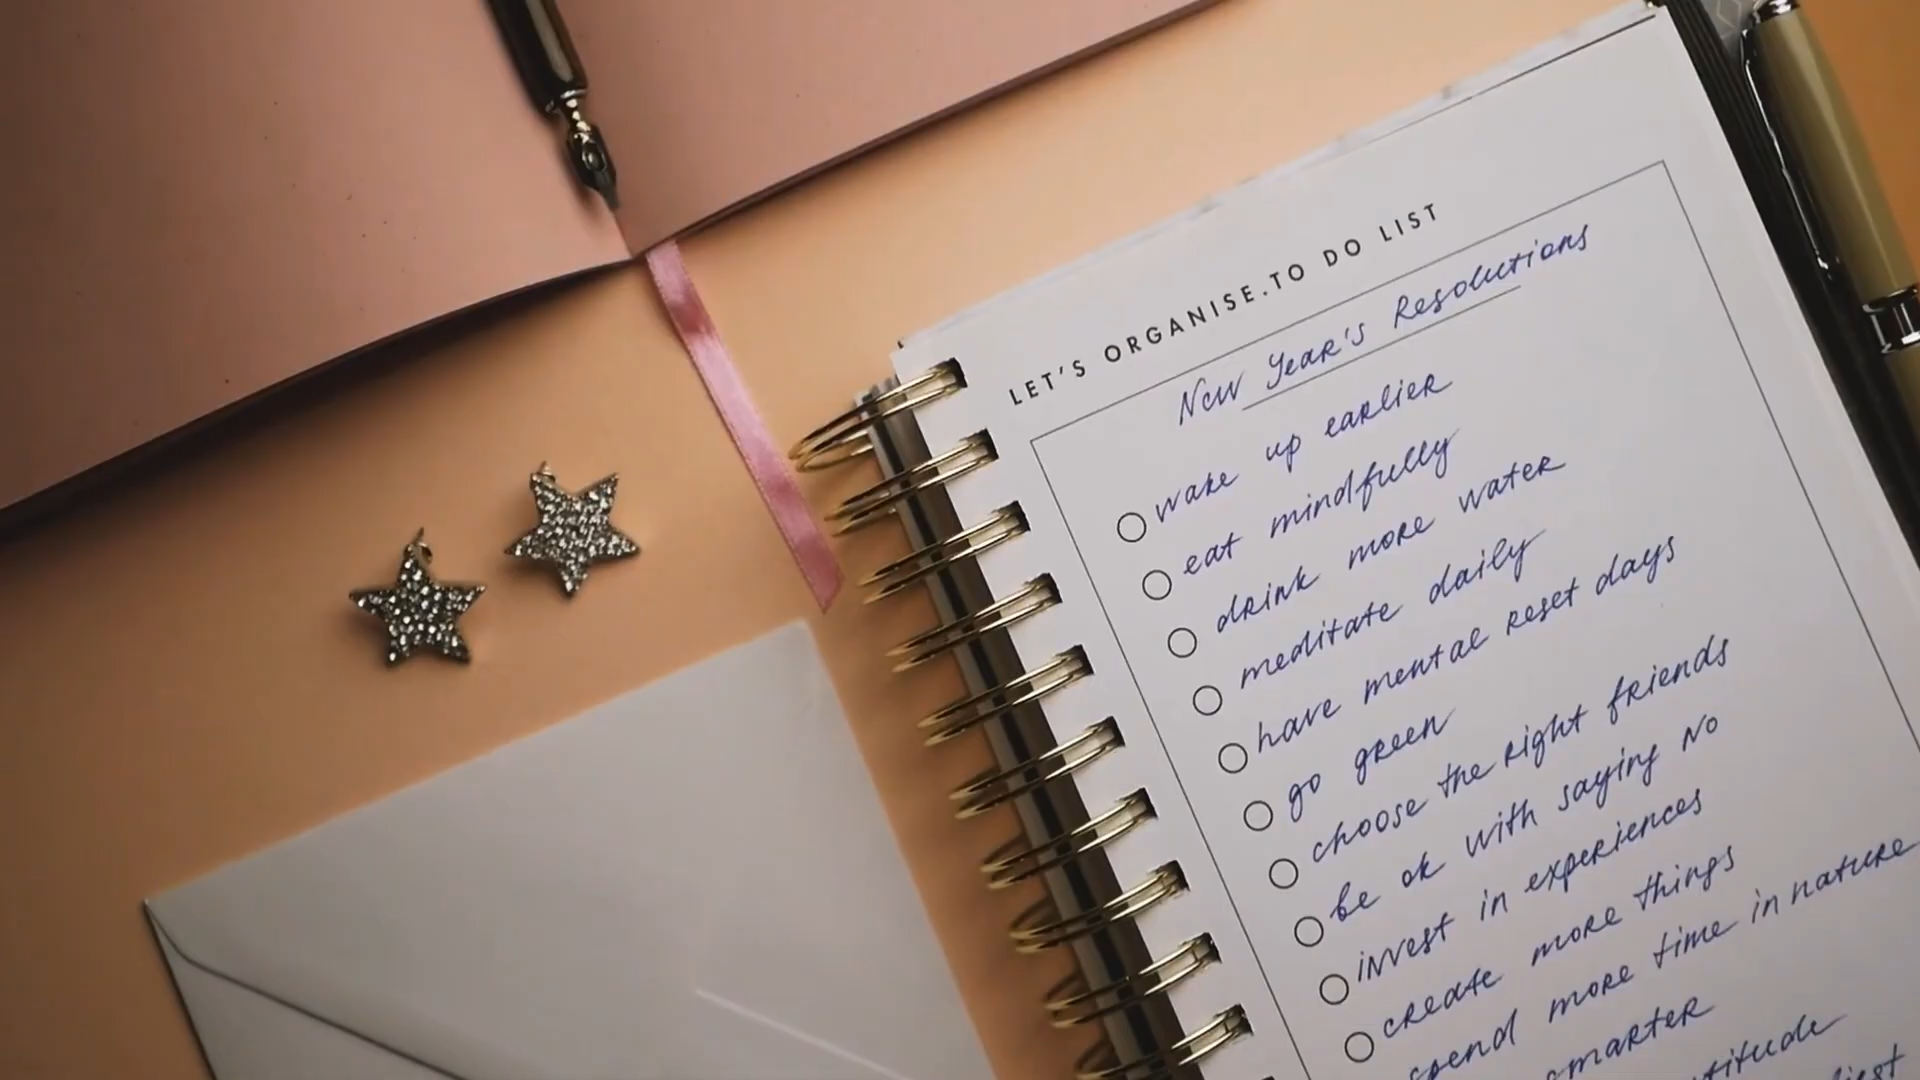 LET'S ORGANISE.TO DO LIST
New Year's Resolutions
wake up earlier
eat mindfully
drink more water
meditate daily
have mental reset days
go green
choose the right friends
be ok with saying NO
invest in experiences
create more things
spend more time in nature
smarter